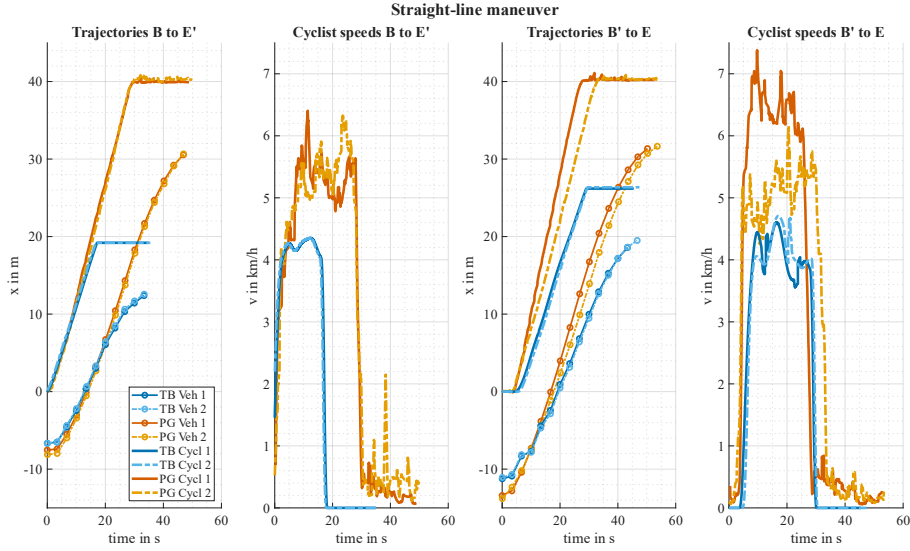 Straight-line maneuver
Trajectories B to E'
Cyclist speeds B to E'
Trajectories B' to E
Cyclist speeds B' to E
x in m
40
30
20
10
0
-10
0 20 40 60
time in s
TB Veh 1
TB Veh 2
PG Veh 1
PG Veh 2
TB Cycl 1
TB Cycl 2
PG Cycl 1
PG Cycl 2
v in km/h
7
6
5
4
3
2
1
0
0 20 40 60
time in s
x in m
40
30
20
10
0
-10
0 20 40 60
time in s
v in km/h
7
6
5
4
3
2
1
0
0 20 40 60
time in s